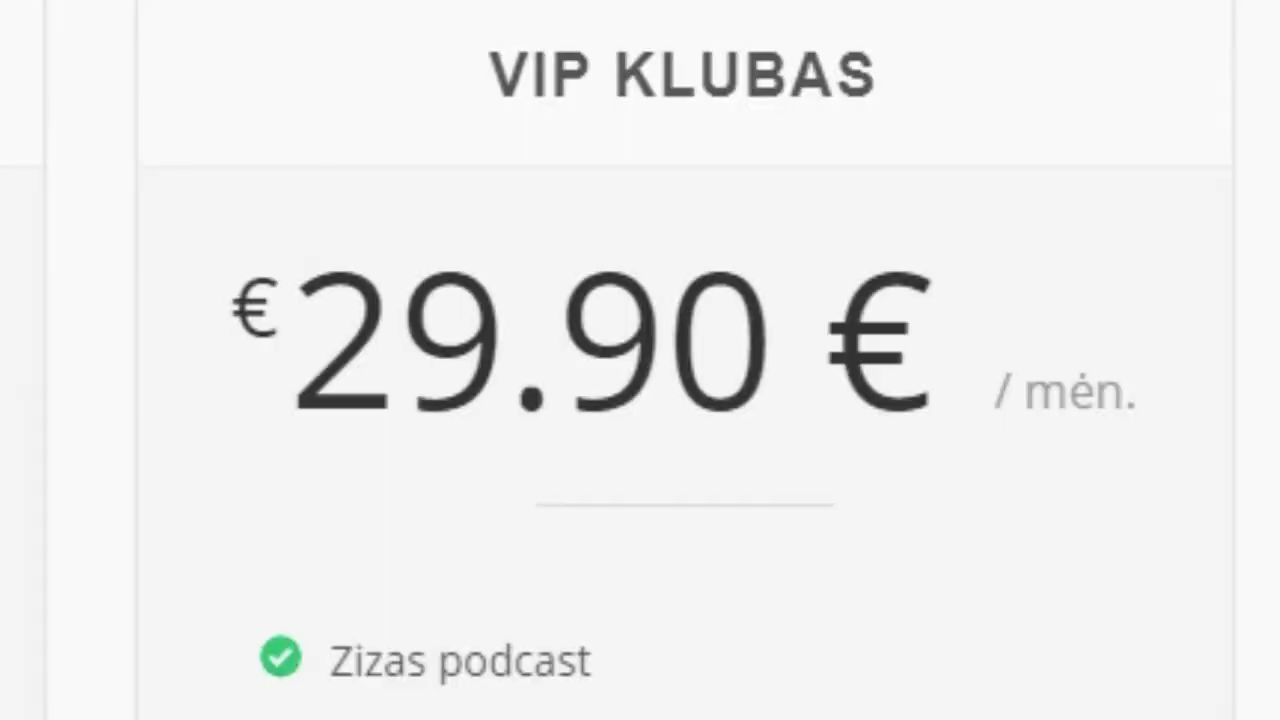 VIP KLUBAS
€29.90 € / mėn.
Zizas podcast